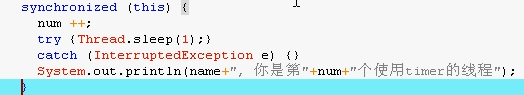 synchronized (this) {
num ++;
try {Thread.sleep(1);}
catch (InterruptedException e) {}
System.out.println(name+", 你是第"+num+"个使用timer的线程");
}